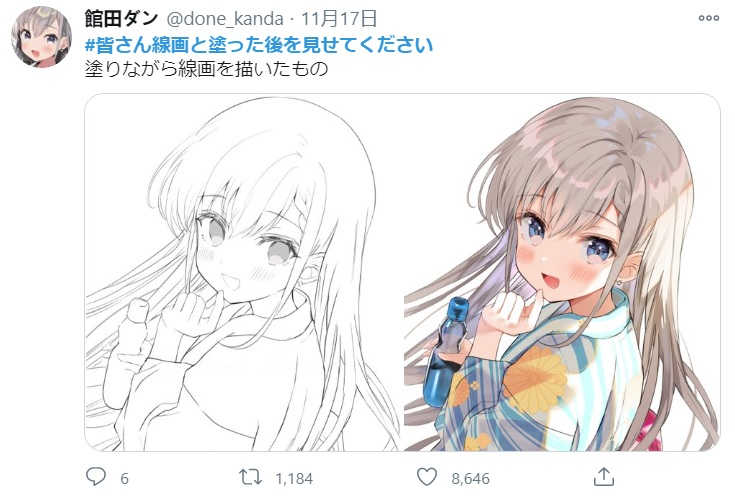 館田ダン @done_kanda · 11月17日
#皆さん線画と塗った後を見せてください
塗りながら線画を描いたもの
6 1,184 8,646